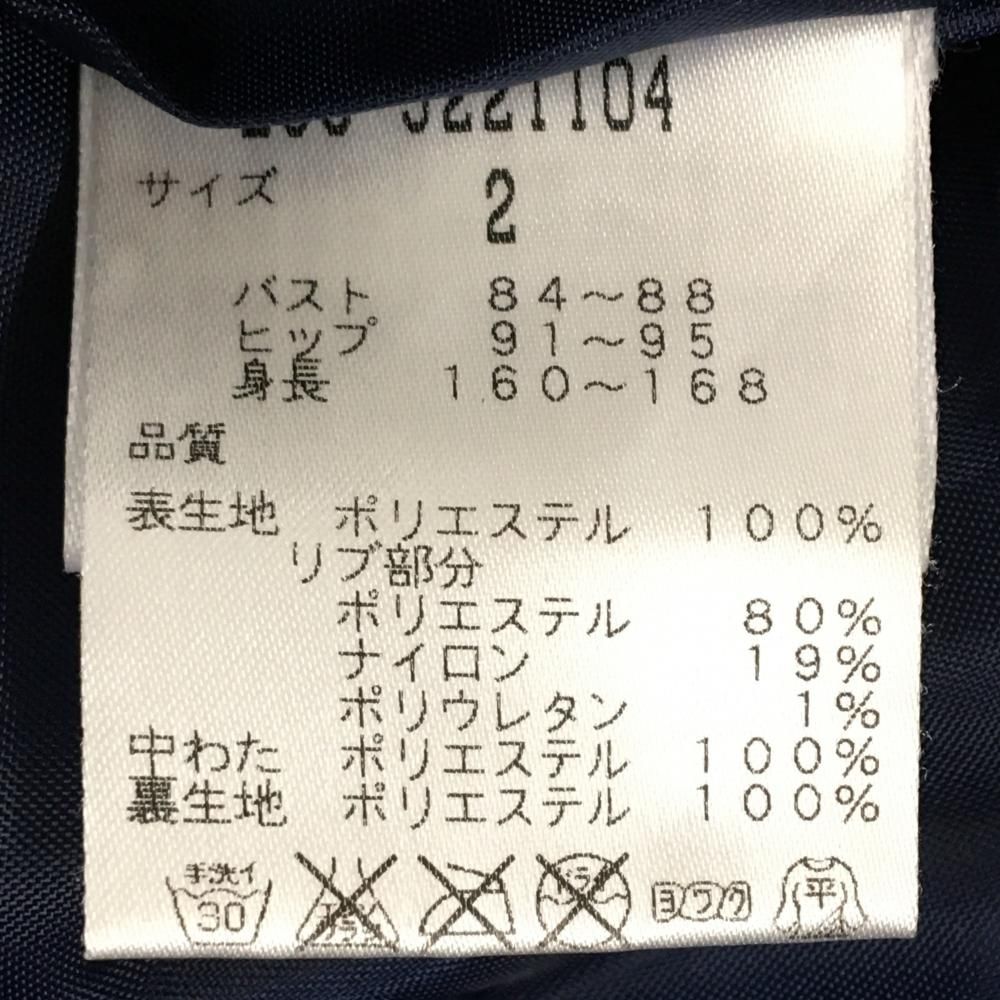 221104
サイズ 2
バスト 84～88
ヒップ 91～95
身長 160～168
品質
表生地 ポリエステル 100%
リブ部分
ポリエステル 80%
ナイロン 19%
ポリウレタン 1%
中わた ポリエステル 100%
裏生地 ポリエステル 100%
手洗イ 30 ヨワク 平